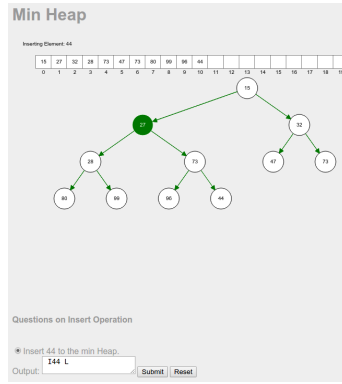 Min Heap
Inserting Element: 44
15 27 32 28 73 47 73 80 99 96 44
0 1 2 3 4 5 6 7 8 9 10 11 12 13 14 15 16 17 18 19
15
27 32
28 73 47 73
80 99 96 44
Questions on Insert Operation
Insert 44 to the min Heap.
I44 L
Output: Submit Reset